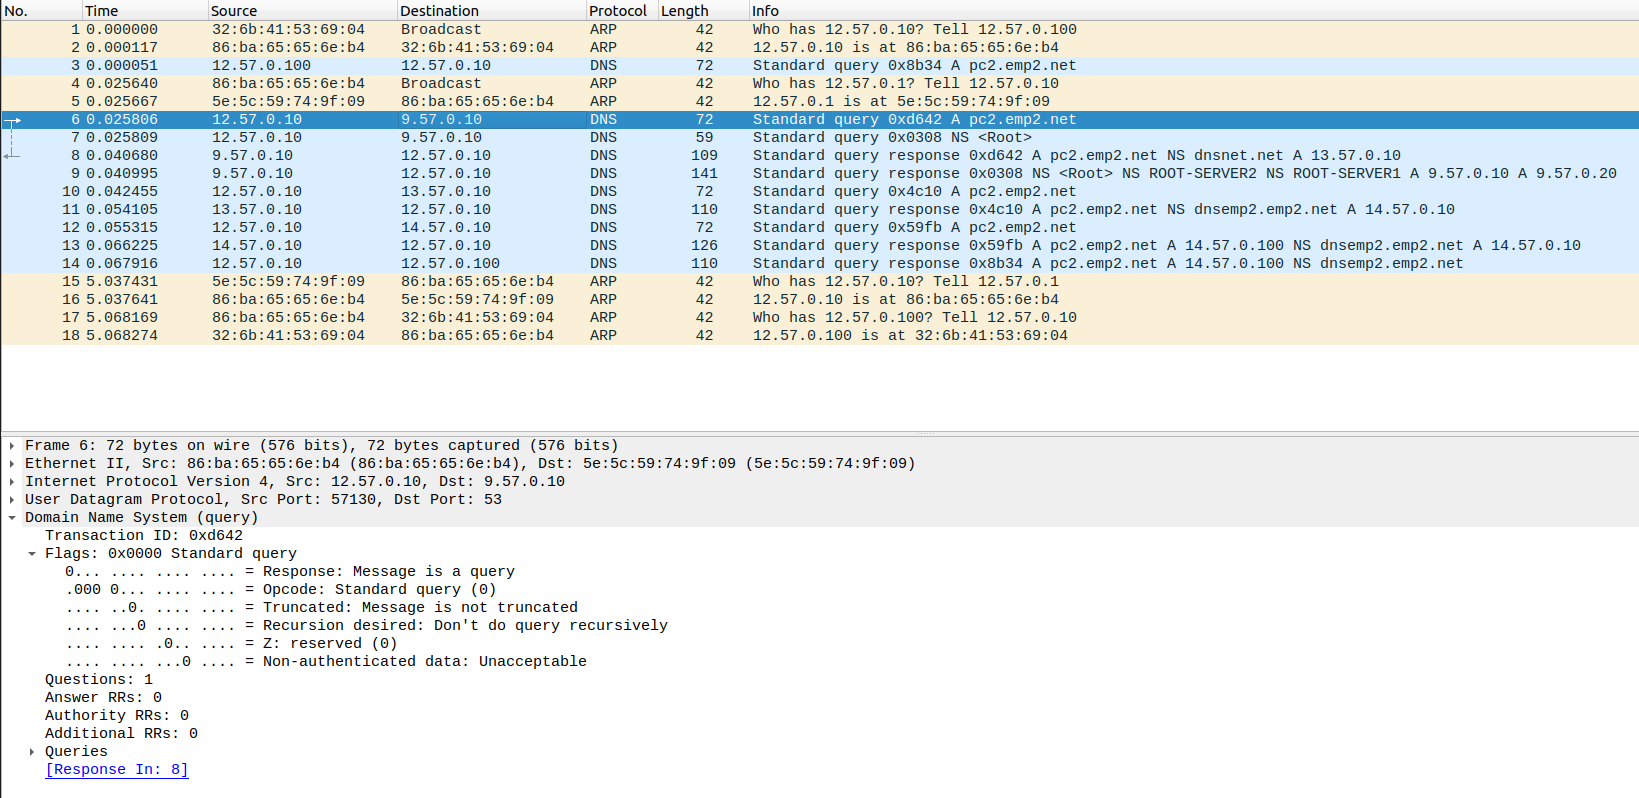 No. Time Source Destination Protocol Length Info
1 0.000000 32:6b:41:53:69:04 Broadcast ARP 42 Who has 12.57.0.10? Tell 12.57.0.100
2 0.000117 86:ba:65:65:6e:b4 32:6b:41:53:69:04 ARP 42 12.57.0.10 is at 86:ba:65:65:6e:b4
3 0.000051 12.57.0.100 12.57.0.10 DNS 72 Standard query 0x8b34 A pc2.emp2.net
4 0.025640 86:ba:65:65:6e:b4 Broadcast ARP 42 Who has 12.57.0.1? Tell 12.57.0.10
5 0.025667 5e:5c:59:74:9f:09 86:ba:65:65:6e:b4 ARP 42 12.57.0.1 is at 5e:5c:59:74:9f:09
6 0.025806 12.57.0.10 9.57.0.10 DNS 72 Standard query 0xd642 A pc2.emp2.net
7 0.025809 12.57.0.10 9.57.0.10 DNS 59 Standard query 0x0308 NS <Root>
8 0.040680 9.57.0.10 12.57.0.10 DNS 109 Standard query response 0xd642 A pc2.emp2.net NS dnsnet.net A 13.57.0.10
9 0.040995 9.57.0.10 12.57.0.10 DNS 141 Standard query response 0x0308 NS <Root> NS ROOT-SERVER2 NS ROOT-SERVER1 A 9.57.0.10 A 9.57.0.20
10 0.042455 12.57.0.10 13.57.0.10 DNS 72 Standard query 0x4c10 A pc2.emp2.net
11 0.054105 13.57.0.10 12.57.0.10 DNS 110 Standard query response 0x4c10 A pc2.emp2.net NS dnsemp2.emp2.net A 14.57.0.10
12 0.055315 12.57.0.10 14.57.0.10 DNS 72 Standard query 0x59fb A pc2.emp2.net
13 0.066225 14.57.0.10 12.57.0.10 DNS 126 Standard query response 0x59fb A pc2.emp2.net A 14.57.0.100 NS dnsemp2.emp2.net A 14.57.0.10
14 0.067916 12.57.0.10 12.57.0.100 DNS 110 Standard query response 0x8b34 A pc2.emp2.net A 14.57.0.100 NS dnsemp2.emp2.net
15 5.037431 5e:5c:59:74:9f:09 86:ba:65:65:6e:b4 ARP 42 Who has 12.57.0.10? Tell 12.57.0.1
16 5.037641 86:ba:65:65:6e:b4 5e:5c:59:74:9f:09 ARP 42 12.57.0.10 is at 86:ba:65:65:6e:b4
17 5.068169 86:ba:65:65:6e:b4 32:6b:41:53:69:04 ARP 42 Who has 12.57.0.100? Tell 12.57.0.10
18 5.068274 32:6b:41:53:69:04 86:ba:65:65:6e:b4 ARP 42 12.57.0.100 is at 32:6b:41:53:69:04
Frame 6: 72 bytes on wire (576 bits), 72 bytes captured (576 bits)
Ethernet II, Src: 86:ba:65:65:6e:b4 (86:ba:65:65:6e:b4), Dst: 5e:5c:59:74:9f:09 (5e:5c:59:74:9f:09)
Internet Protocol Version 4, Src: 12.57.0.10, Dst: 9.57.0.10
User Datagram Protocol, Src Port: 57130, Dst Port: 53
Domain Name System (query)
Transaction ID: 0xd642
Flags: 0x0000 Standard query
0... .... .... .... = Response: Message is a query
.000 0... .... .... = Opcode: Standard query (0)
.... ..0. .... .... = Truncated: Message is not truncated
.... ...0 .... .... = Recursion desired: Don't do query recursively
.... .... .0.. .... = Z: reserved (0)
.... .... ...0 .... = Non-authenticated data: Unacceptable
Questions: 1
Answer RRs: 0
Authority RRs: 0
Additional RRs: 0
Queries
[Response In: 8]